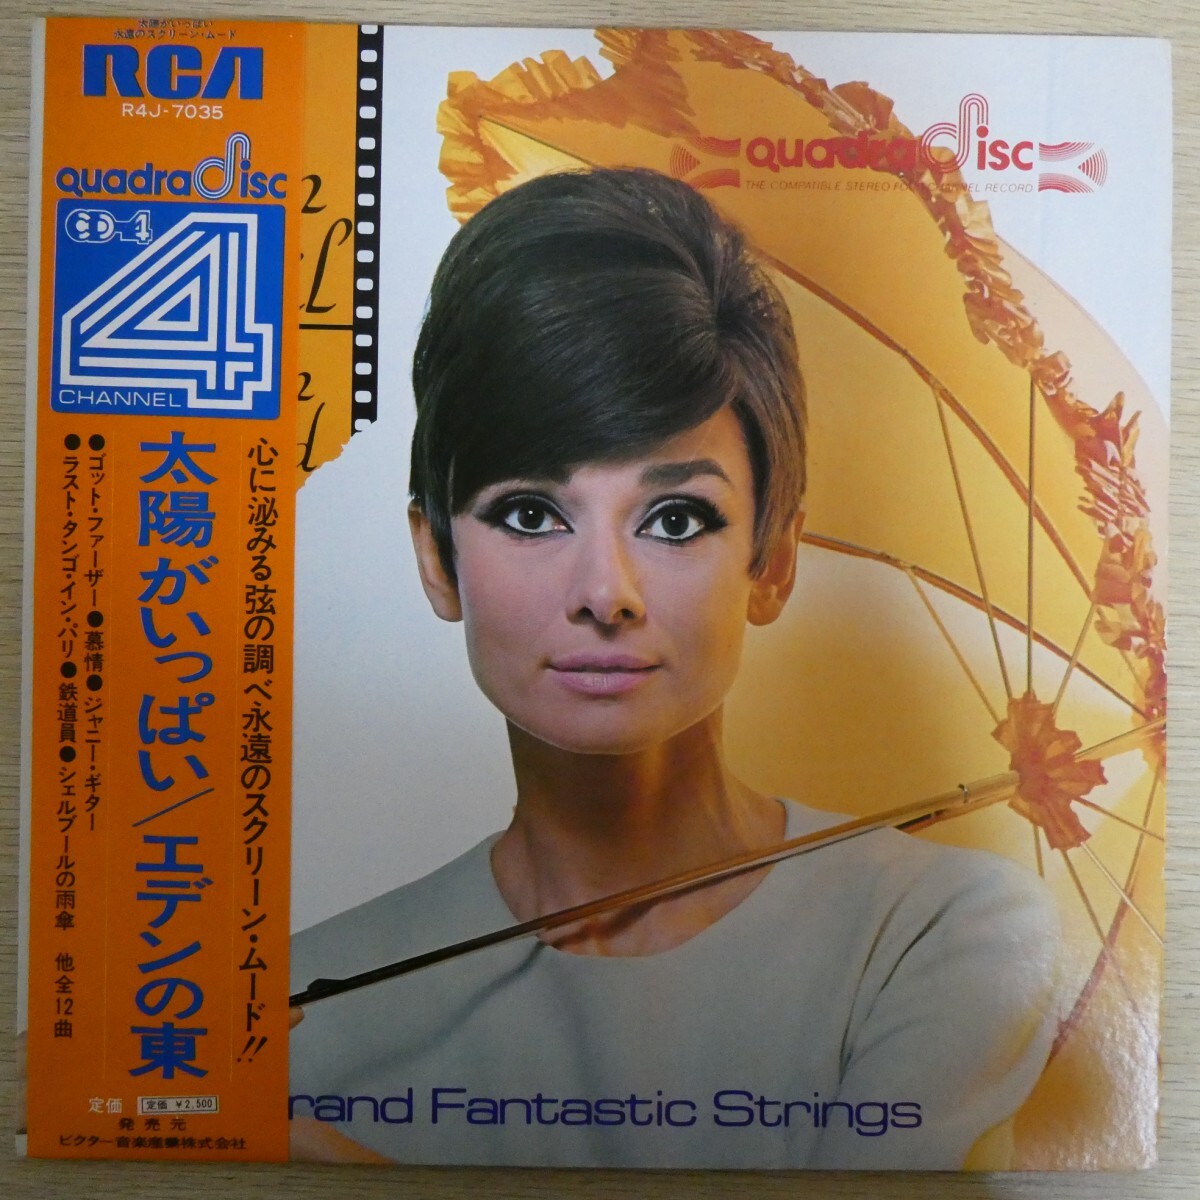 太陽がいっぱい
永遠のスクリーン・ムード
RCA
R4J-7035
quadradisc
CD-4
4
CHANNEL
心に泌みる弦の調べ永遠のスクリーン・ムード!!
太陽がいっぱい/エデンの東
●ゴット・ファーザー●慕情●ジャニー・ギター
●ラスト・タンゴ・イン・パリ●鉄道員●シェルブールの雨傘 他全12曲
定価 定価 ¥2,500
発売元
ビクター音楽産業株式会社
quadradisc
THE COMPATIBLE STEREO FOUR CHANNEL RECORD
rand Fantastic Strings